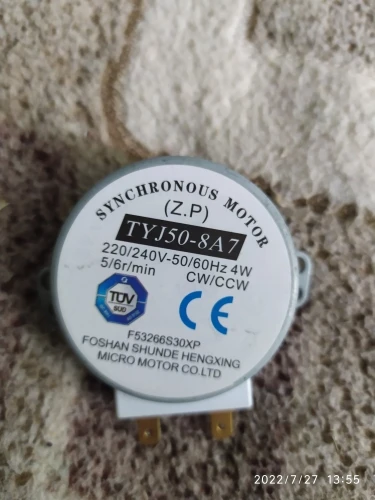 SYNCHRONOUS MOTOR
(Z.P)
TYJ50-8A7
220/240V-50/60Hz 4W
5/6r/min CW/CCW
TÜV
SÜD
CE
F53266S30XP
FOSHAN SHUNDE HENGXING
MICRO MOTOR CO.LTD
2022/7/27 13:55